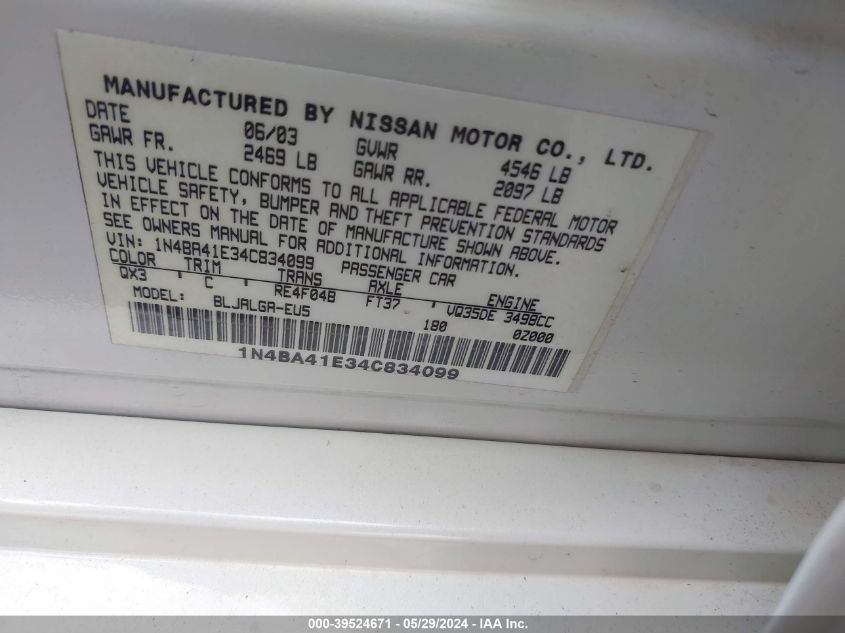 MANUFACTURED BY NISSAN MOTOR CO., LTD.
DATE 06/03 GVWR 4546 LB
GAWR FR. 2469 LB GAWR RR. 2097 LB
THIS VEHICLE CONFORMS TO ALL APPLICABLE FEDERAL MOTOR
VEHICLE SAFETY, BUMPER AND THEFT PREVENTION STANDARDS
IN EFFECT ON THE DATE OF MANUFACTURE SHOWN ABOVE.
SEE OWNERS MANUAL FOR ADDITIONAL INFORMATION.
VIN: 1N4BA41E34C834099 PASSENGER CAR
COLOR TRIM TRANS AXLE ENGINE
QX3 C RE4F04B FT37 VQ35DE 3498CC
MODEL: BLJALGA-EU5 180 02000
1N4BA41E34C834099
000-39524671 / 05/29/2024 / IAA Inc.